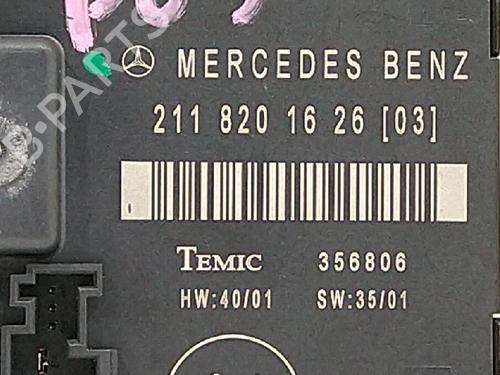 MERCEDES BENZ
211 820 16 26 [03]
TEMIC 356806
HW:40/01 SW:35/01